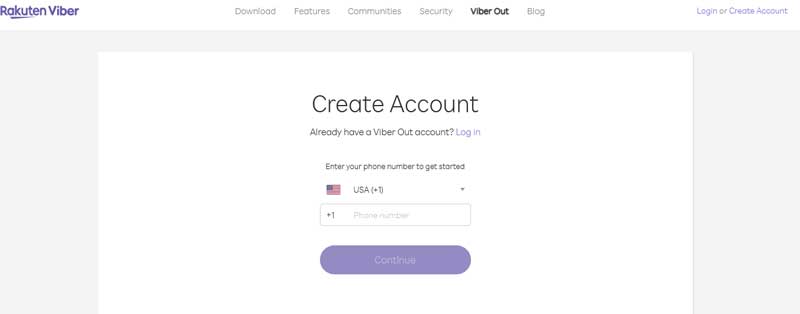 Rakuten Viber Download Features Communities Security Viber Out Blog Login or Create Account
Create Account
Already have a Viber Out account? Log in
Enter your phone number to get started
USA (+1)
+1 Phone number
Continue